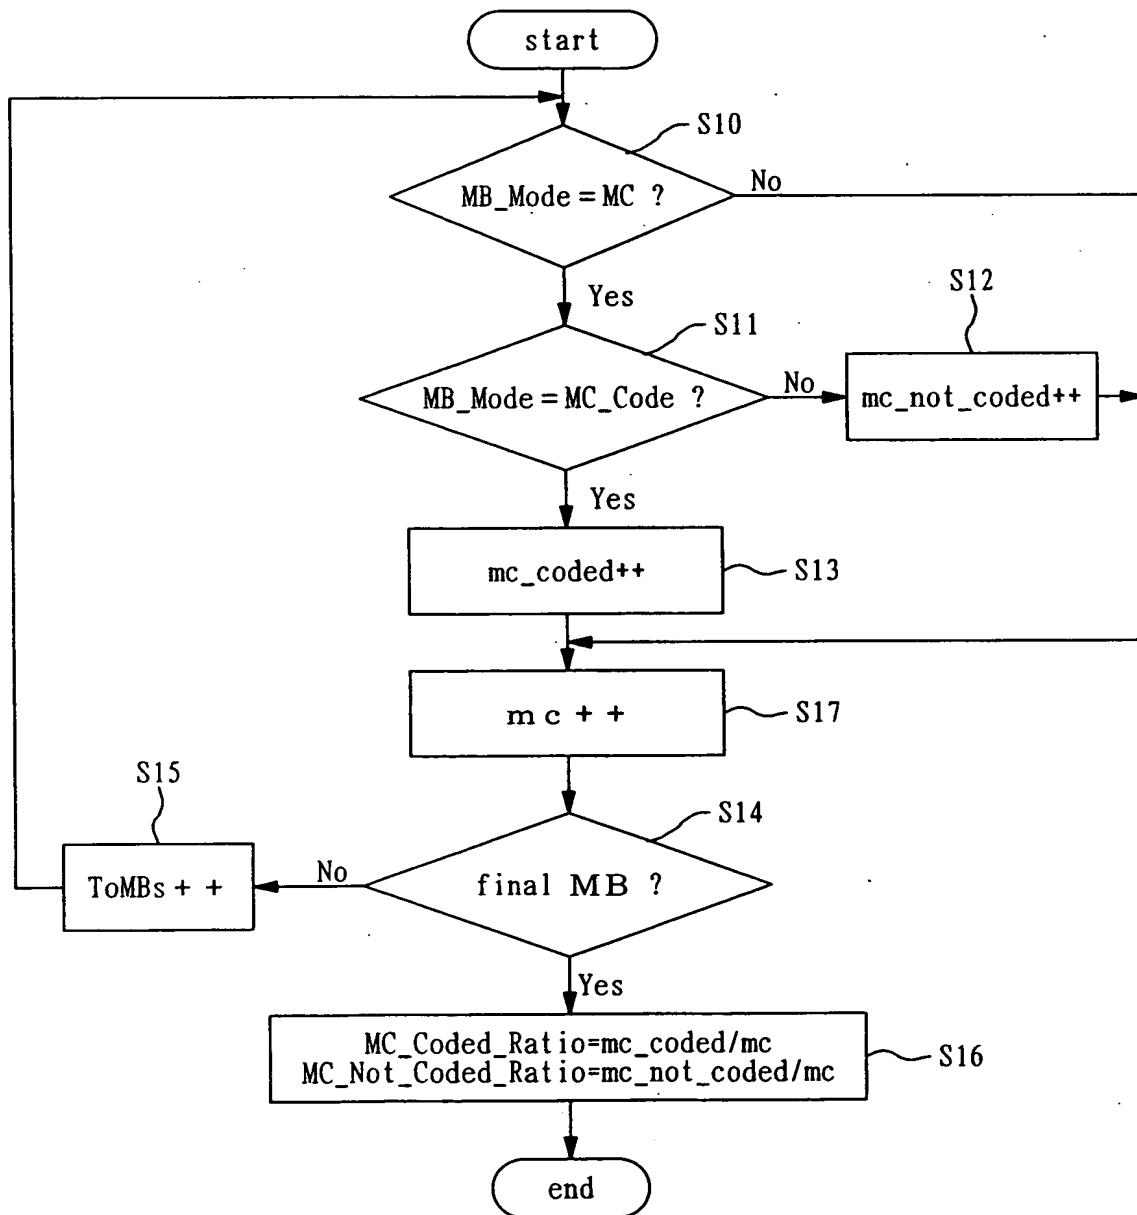 start
S10
MB_Mode = MC ?
No
Yes
S11
S12
MB_Mode = MC_Code ?
No
mc_not_coded++
Yes
mc_coded++
S13
mc + +
S17
S15
S14
ToMBs + +
No
final MB ?
Yes
MC_Coded_Ratio=mc_coded/mc
MC_Not_Coded_Ratio=mc_not_coded/mc
S16
end